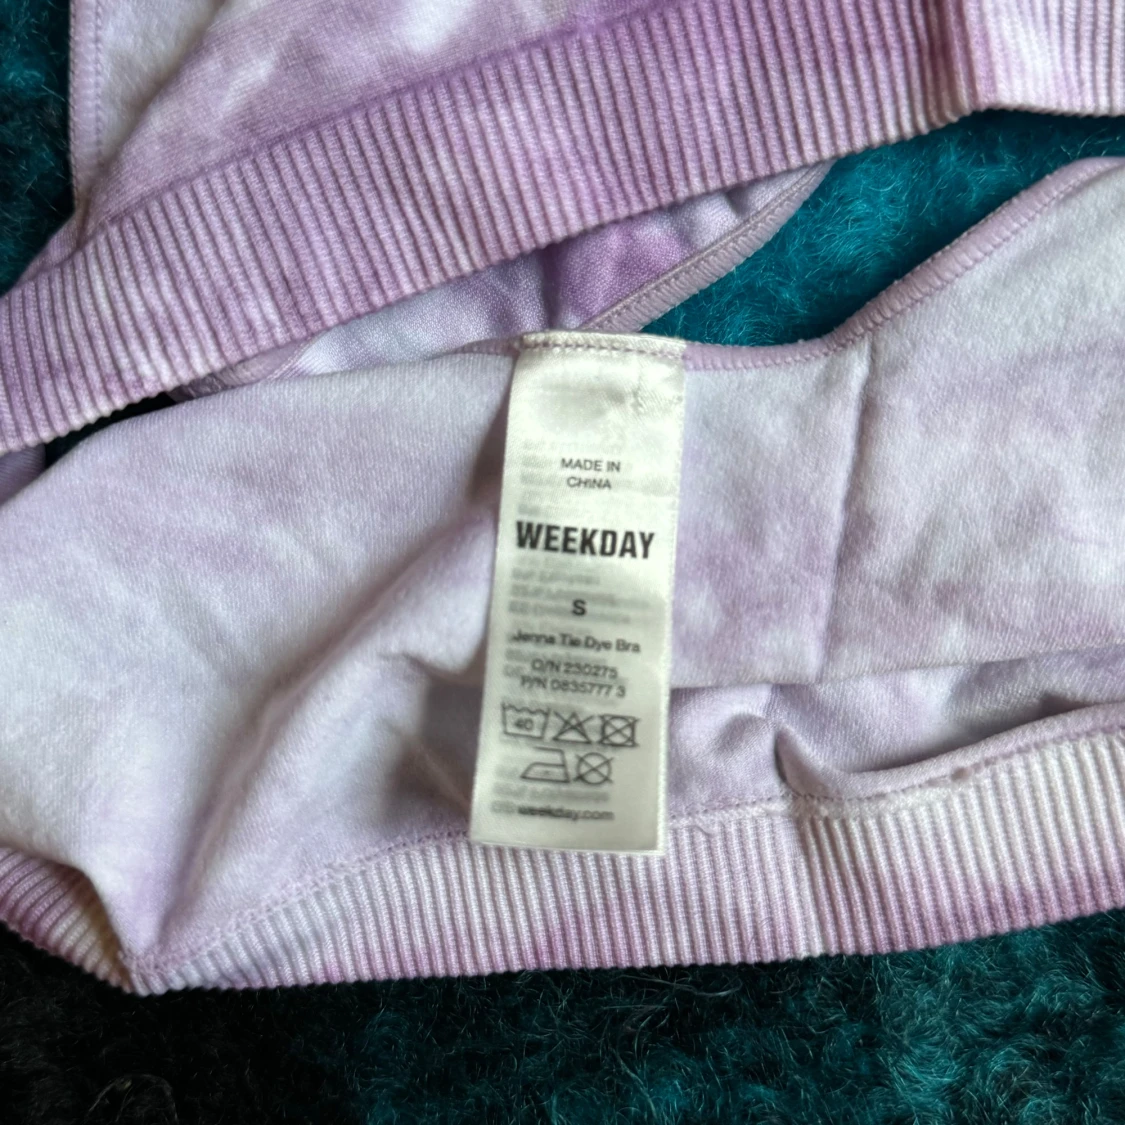 MADE IN
CHINA
WEEKDAY
S
Jenna Tie Dye Bra
O/N 230275
P/N 0835777 3
40
weekday.com